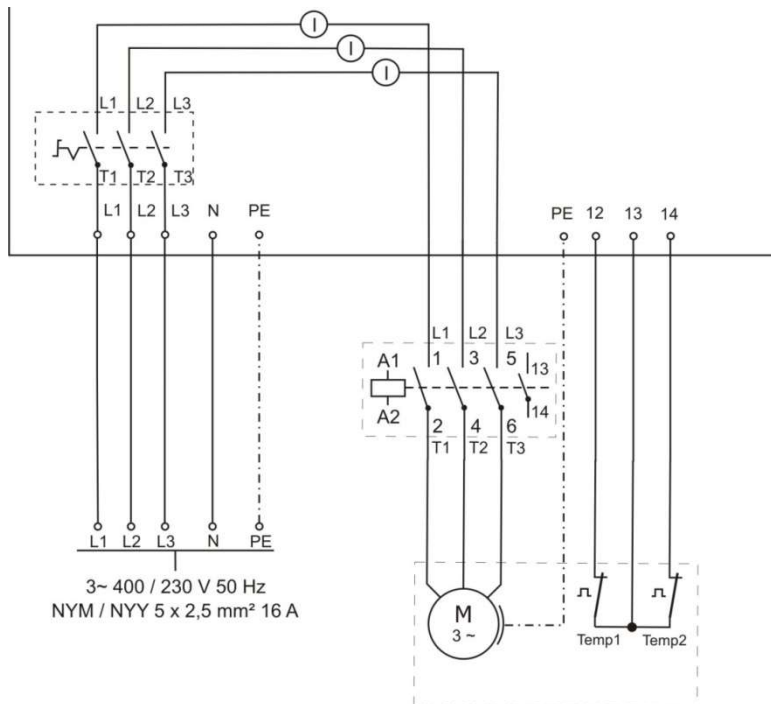 I
I
I
L1 L2 L3
T1 T2 T3
L1 L2 L3 N PE
PE 12 13 14
L1 L2 L3
A1 1 3 5 13
A2 2 4 6 14
T1 T2 T3
L1 L2 L3 N PE
3~ 400 / 230 V 50 Hz
NYM / NYY 5 x 2,5 mm² 16 A
M
3 ~
Temp1 Temp2